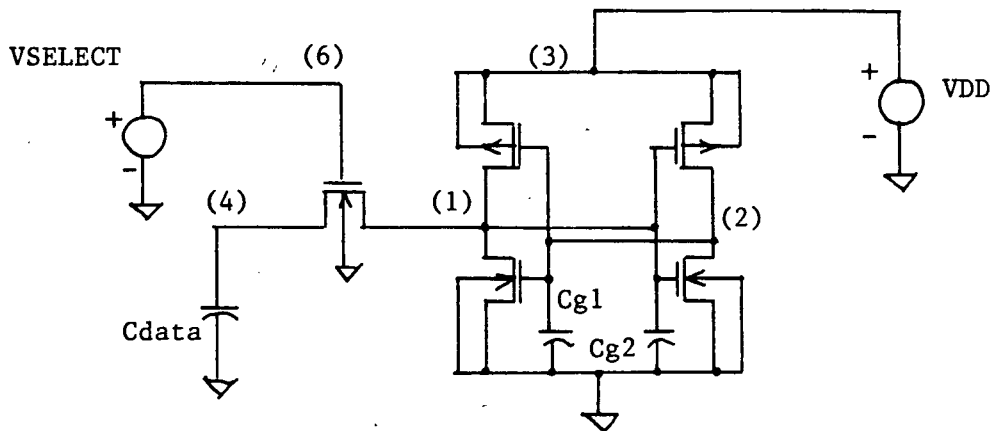 VSELECT
(6)
(3)
+
-
+
-
VDD
(4)
(1)
(2)
Cdata
Cg1
Cg2